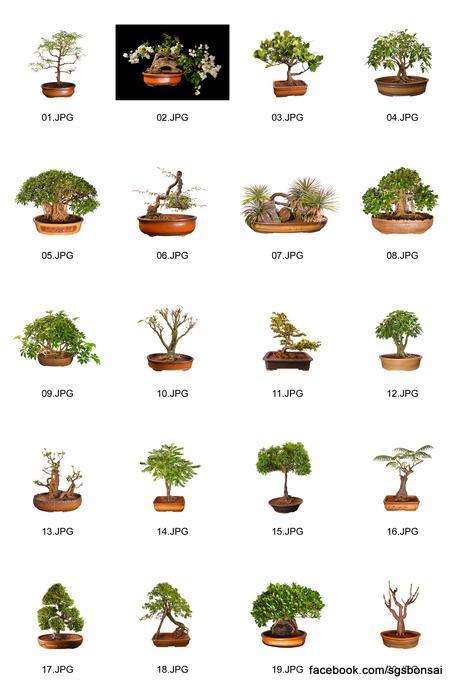 01.JPG 02.JPG 03.JPG 04.JPG
05.JPG 06.JPG 07.JPG 08.JPG
09.JPG 10.JPG 11.JPG 12.JPG
13.JPG 14.JPG 15.JPG 16.JPG
17.JPG 18.JPG 19.JPG
facebook.com/sgsbonsai